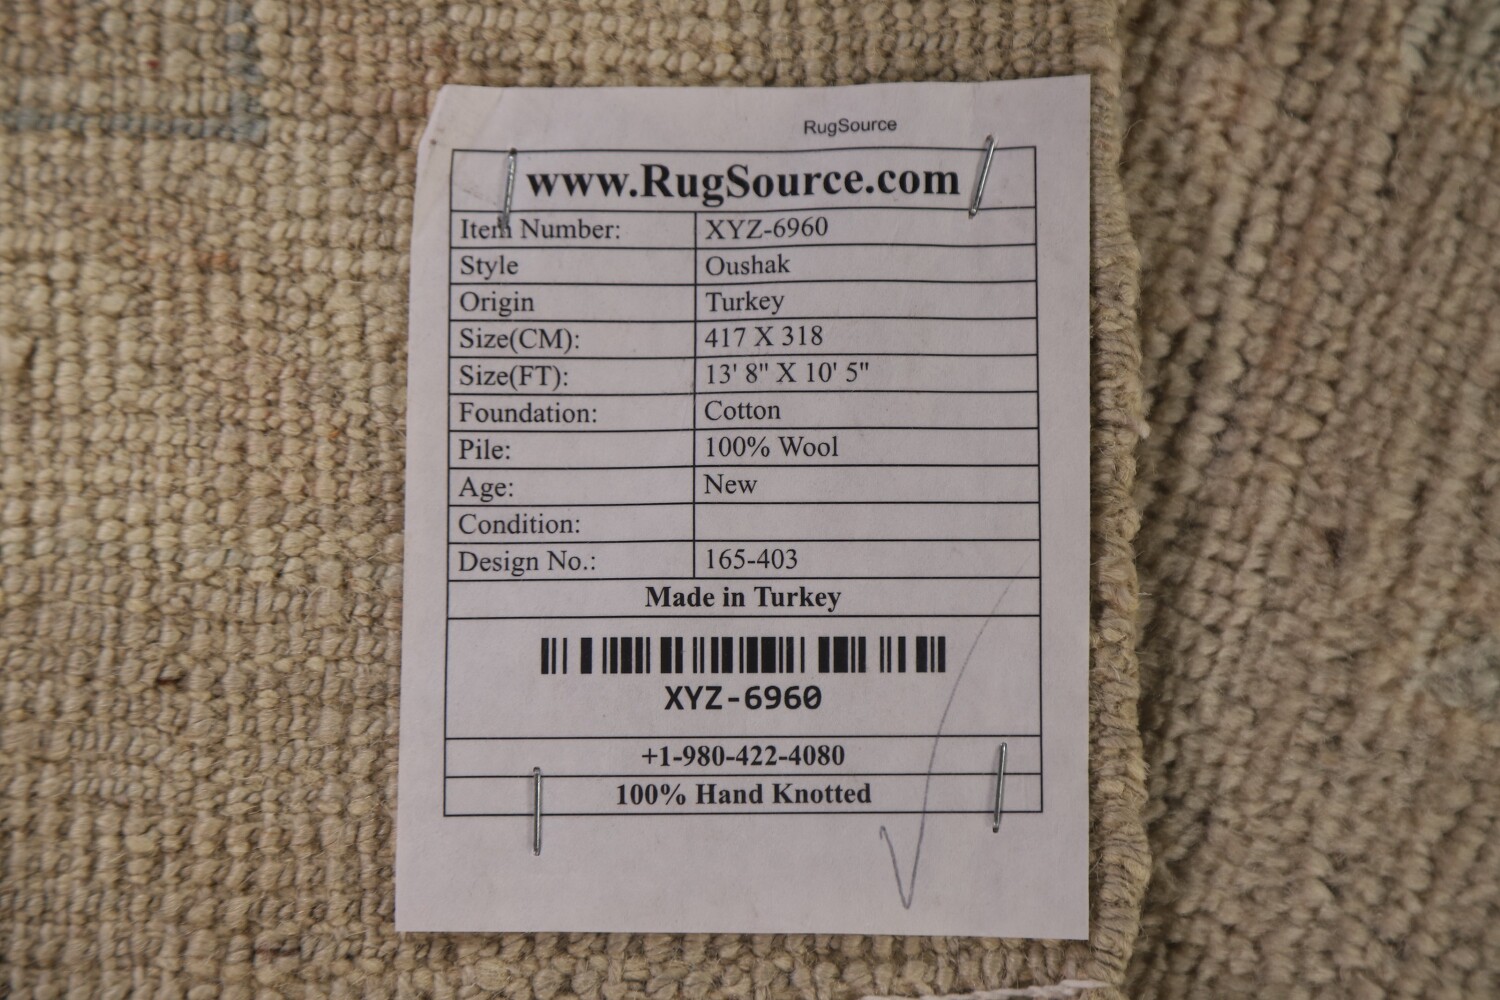 RugSource
www.RugSource.com
Item Number: XYZ-6960
Style Oushak
Origin Turkey
Size(CM): 417 X 318
Size(FT): 13' 8" X 10' 5"
Foundation: Cotton
Pile: 100% Wool
Age: New
Condition:
Design No.: 165-403
Made in Turkey
XYZ-6960
+1-980-422-4080
100% Hand Knotted